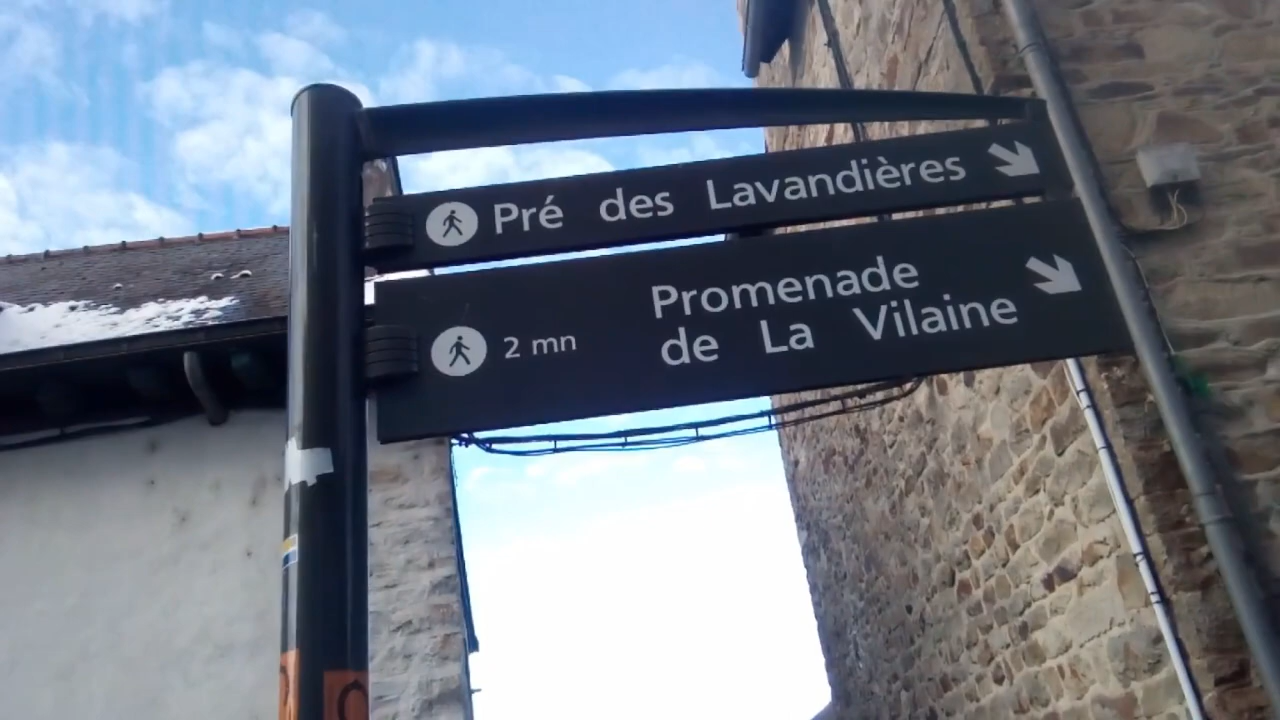 Pré des Lavandières
2 mn
Promenade
de La Vilaine